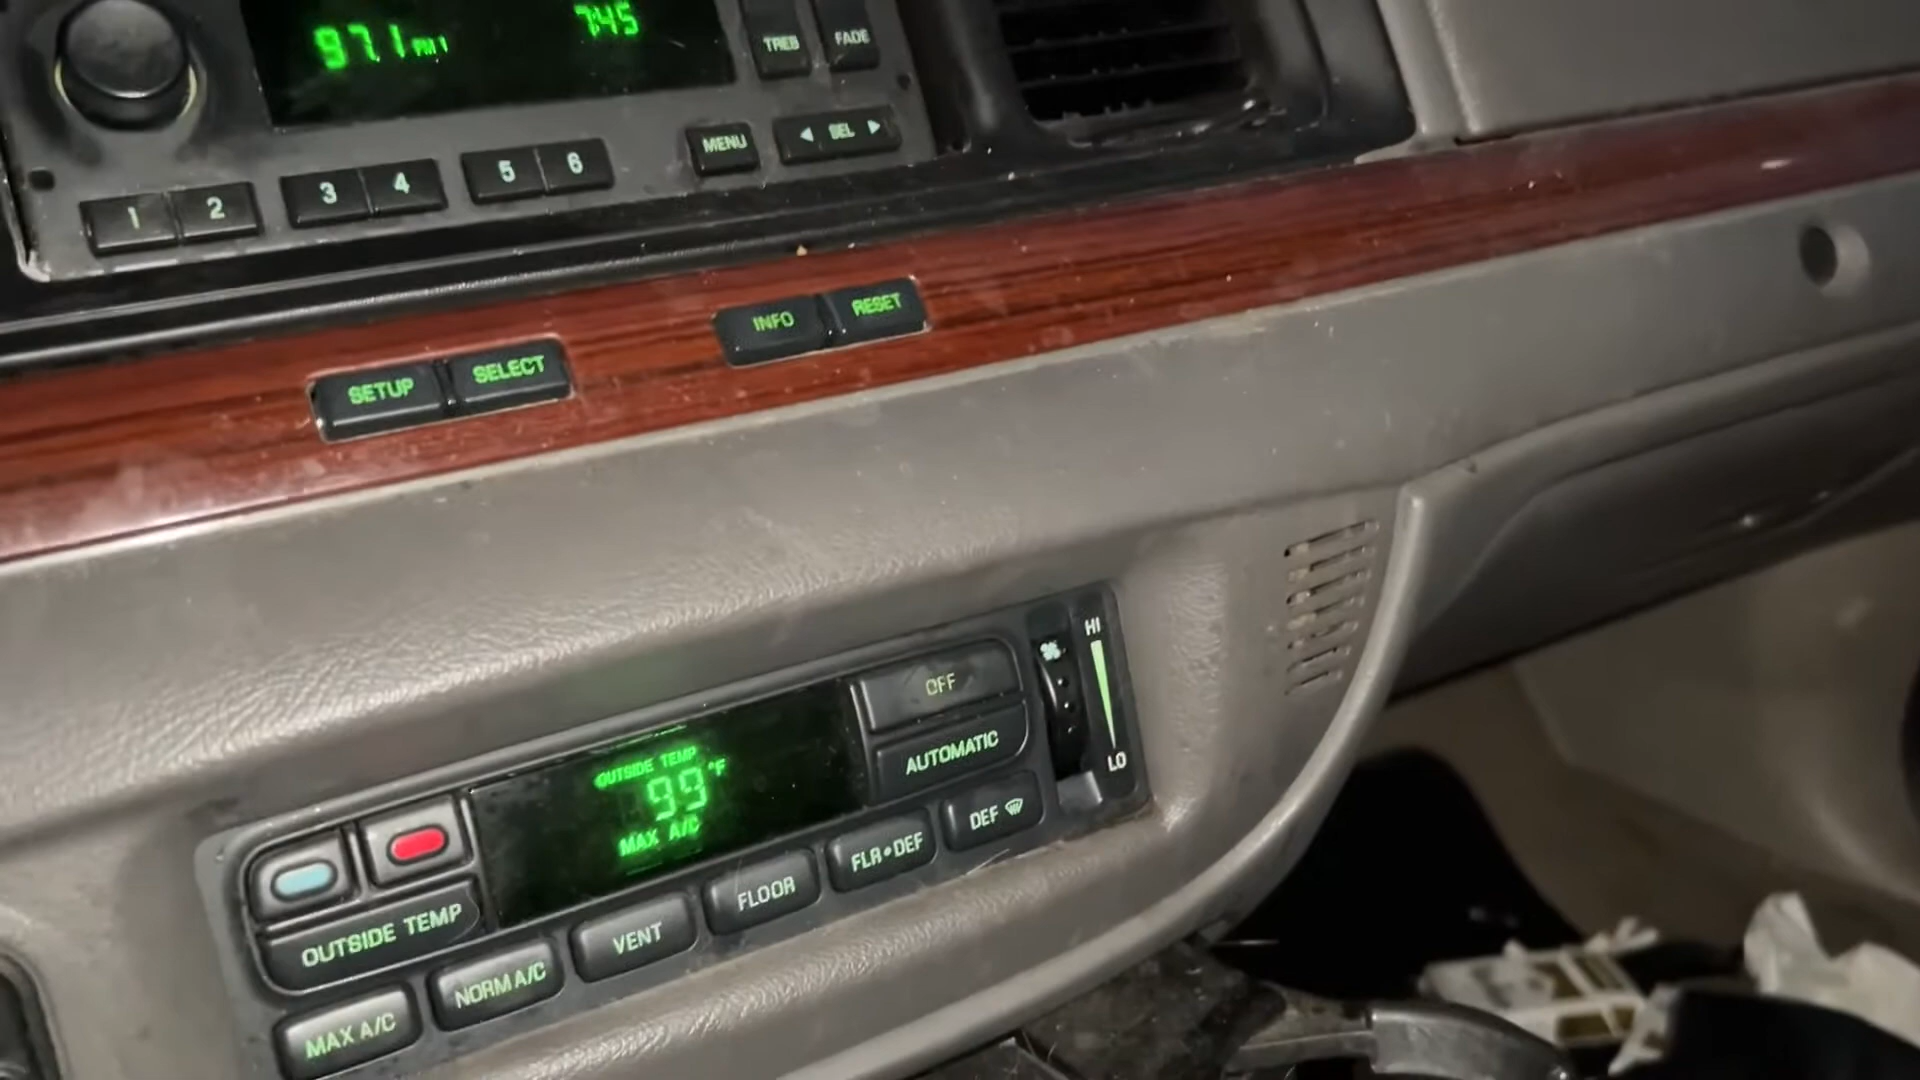 97.1 FM1 7:45
TREB FADE
MENU ◄ SEL ►
1 2 3 4 5 6
INFO RESET
SETUP SELECT
HI
LO
OFF
AUTOMATIC
OUTSIDE TEMP
99°F
MAX A/C
OUTSIDE TEMP
MAX A/C NORM A/C VENT FLOOR FLR•DEF DEF